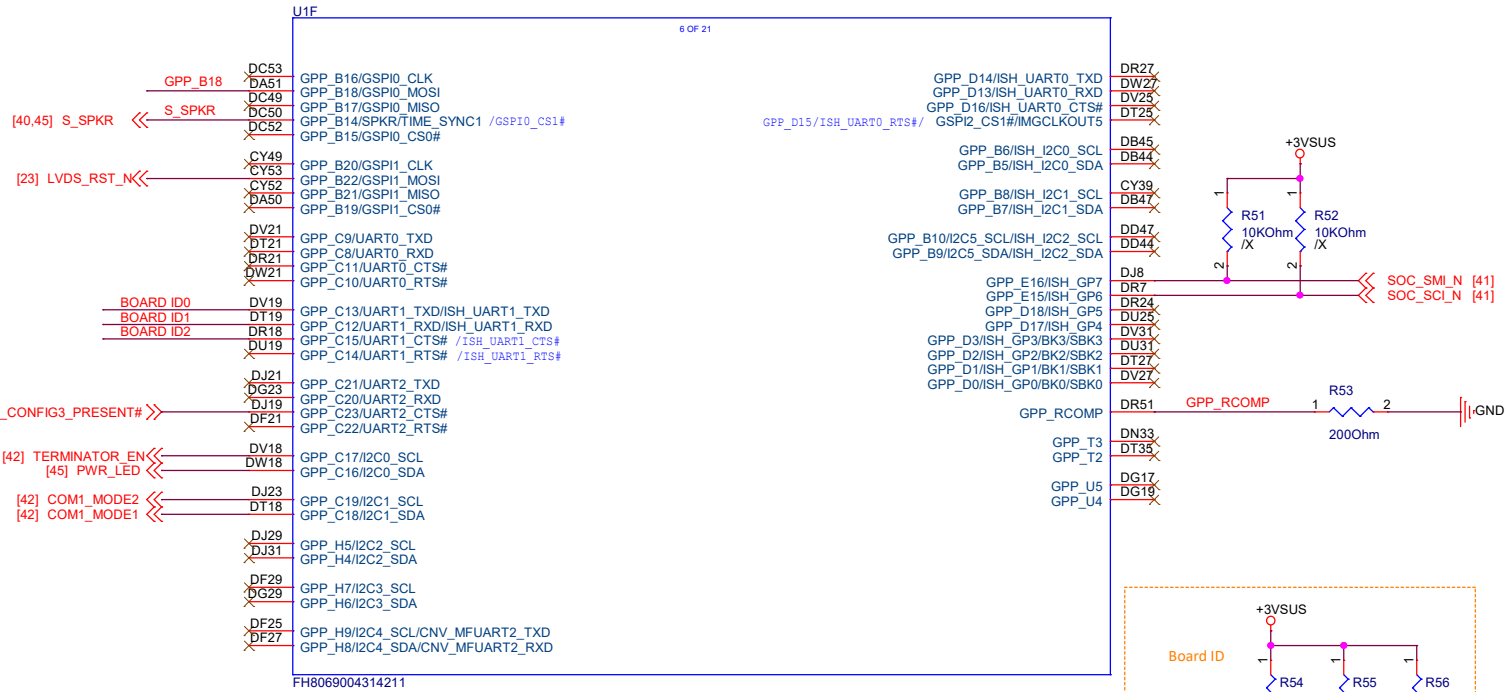 U1F
6 OF 21
DC53 GPP_B16/GSPI0_CLK
GPP_B18 DA51 GPP_B18/GSPI0_MOSI
DC49 GPP_B17/GSPI0_MISO
[40,45] S_SPKR S_SPKR DC50 GPP_B14/SPKR/TIME_SYNC1 /GSPI0_CS1#
DC52 GPP_B15/GSPI0_CS0#
CY49 GPP_B20/GSPI1_CLK
[23] LVDS_RST_N CY53 GPP_B22/GSPI1_MOSI
CY52 GPP_B21/GSPI1_MISO
DA50 GPP_B19/GSPI1_CS0#
DV21 GPP_C9/UART0_TXD
DT21 GPP_C8/UART0_RXD
DR21 GPP_C11/UART0_CTS#
DW21 GPP_C10/UART0_RTS#
BOARD ID0 DV19 GPP_C13/UART1_TXD/ISH_UART1_TXD
BOARD ID1 DT19 GPP_C12/UART1_RXD/ISH_UART1_RXD
BOARD ID2 DR18 GPP_C15/UART1_CTS# /ISH_UART1_CTS#
DU19 GPP_C14/UART1_RTS# /ISH_UART1_RTS#
DJ21 GPP_C21/UART2_TXD
DG23 GPP_C20/UART2_RXD
_CONFIG3_PRESENT# DJ19 GPP_C23/UART2_CTS#
DF21 GPP_C22/UART2_RTS#
[42] TERMINATOR_EN DV18 GPP_C17/I2C0_SCL
[45] PWR_LED DW18 GPP_C16/I2C0_SDA
[42] COM1_MODE2 DJ23 GPP_C19/I2C1_SCL
[42] COM1_MODE1 DT18 GPP_C18/I2C1_SDA
DJ29 GPP_H5/I2C2_SCL
DJ31 GPP_H4/I2C2_SDA
DF29 GPP_H7/I2C3_SCL
DG29 GPP_H6/I2C3_SDA
DF25 GPP_H9/I2C4_SCL/CNV_MFUART2_TXD
DF27 GPP_H8/I2C4_SDA/CNV_MFUART2_RXD
FH8069004314211
GPP_D14/ISH_UART0_TXD DR27
GPP_D13/ISH_UART0_RXD DW27
GPP_D16/ISH_UART0_CTS# DV25
GPP_D15/ISH_UART0_RTS#/ GSPI2_CS1#/IMGCLKOUT5 DT25
GPP_B6/ISH_I2C0_SCL DB45
GPP_B5/ISH_I2C0_SDA DB44
GPP_B8/ISH_I2C1_SCL CY39
GPP_B7/ISH_I2C1_SDA DB47
GPP_B10/I2C5_SCL/ISH_I2C2_SCL DD47
GPP_B9/I2C5_SDA/ISH_I2C2_SDA DD44
GPP_E16/ISH_GP7 DJ8 SOC_SMI_N [41]
GPP_E15/ISH_GP6 DR7 SOC_SCI_N [41]
GPP_D18/ISH_GP5 DR24
GPP_D17/ISH_GP4 DU25
GPP_D3/ISH_GP3/BK3/SBK3 DV31
GPP_D2/ISH_GP2/BK2/SBK2 DU31
GPP_D1/ISH_GP1/BK1/SBK1 DT27
GPP_D0/ISH_GP0/BK0/SBK0 DV27
GPP_RCOMP DR51 GPP_RCOMP 1 R53 2 GND
200Ohm
GPP_T3 DN33
GPP_T2 DT35
GPP_U5 DG17
GPP_U4 DG19
+3VSUS
1 1
R51 R52
10KOhm 10KOhm
/X /X
2 2
+3VSUS
Board ID
1 1 1
R54 R55 R56